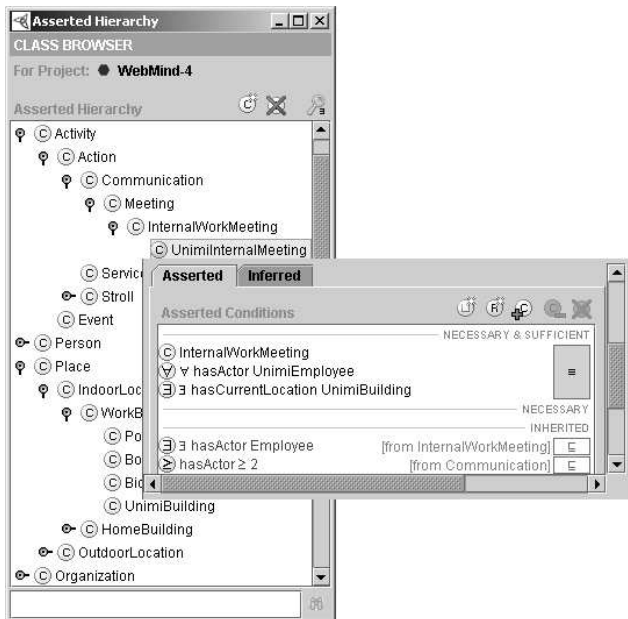 Asserted Hierarchy
CLASS BROWSER
For Project: WebMind-4
Asserted Hierarchy
C Activity
C Action
C Communication
C Meeting
C InternalWorkMeeting
C UnimiInternalMeeting
C Servic
C Stroll
C Event
C Person
C Place
C IndoorLoc
C WorkB
C Po
C Bo
C Bio
C UnimiBuilding
C HomeBuilding
C OutdoorLocation
C Organization
Asserted Inferred
Asserted Conditions
NECESSARY & SUFFICIENT
C InternalWorkMeeting
∀ ∀ hasActor UnimiEmployee
∃ ∃ hasCurrentLocation UnimiBuilding
≡
NECESSARY
INHERITED
∃ ∃ hasActor Employee [from InternalWorkMeeting] ⊑
≥ hasActor ≥ 2 [from Communication] ⊑